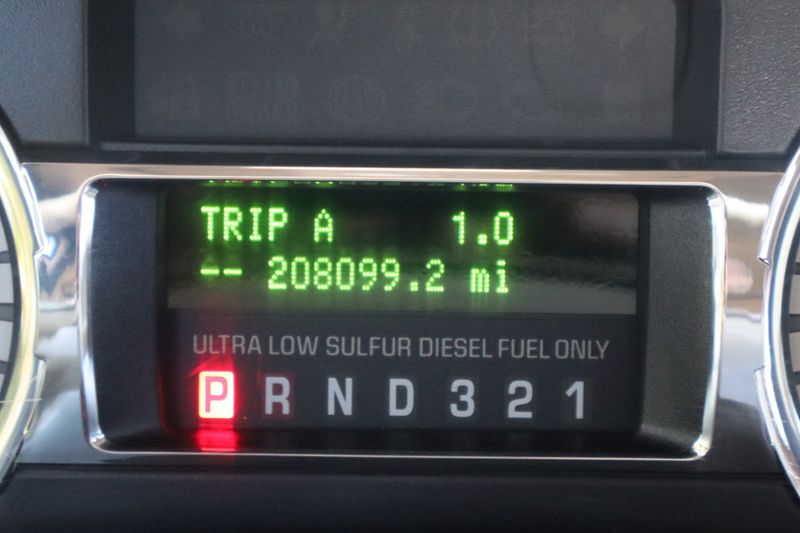 TRIP A 1.0
-- 208099.2 mi
ULTRA LOW SULFUR DIESEL FUEL ONLY
P R N D 3 2 1